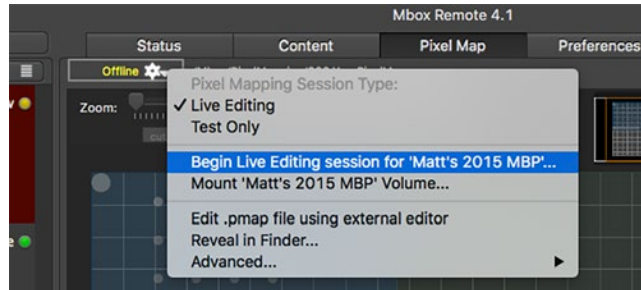 Mbox Remote 4.1
Status Content Pixel Map Preferences
Offline
Pixel Mapping Session Type:
Zoom:
✓ Live Editing
Test Only
cut
Begin Live Editing session for 'Matt's 2015 MBP'...
Mount 'Matt's 2015 MBP' Volume...
Edit .pmap file using external editor
Reveal in Finder...
Advanced...